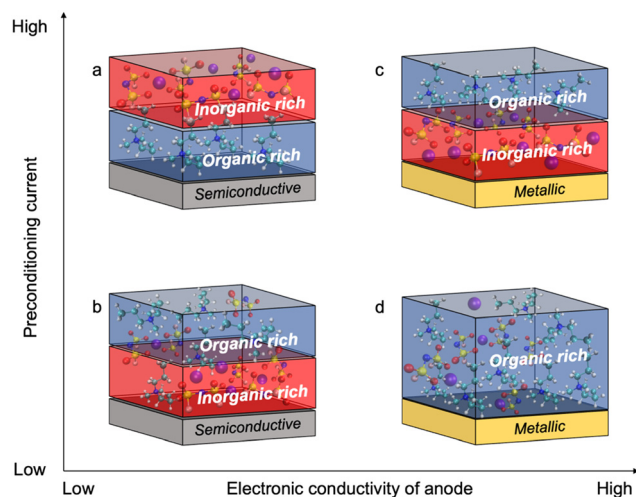 High
a
Inorganic rich
Organic rich
Semiconductive
c
Organic rich
Inorganic rich
Metallic
Preconditioning current
b
Organic rich
Inorganic rich
Semiconductive
d
Organic rich
Metallic
Low
Low
Electronic conductivity of anode
High